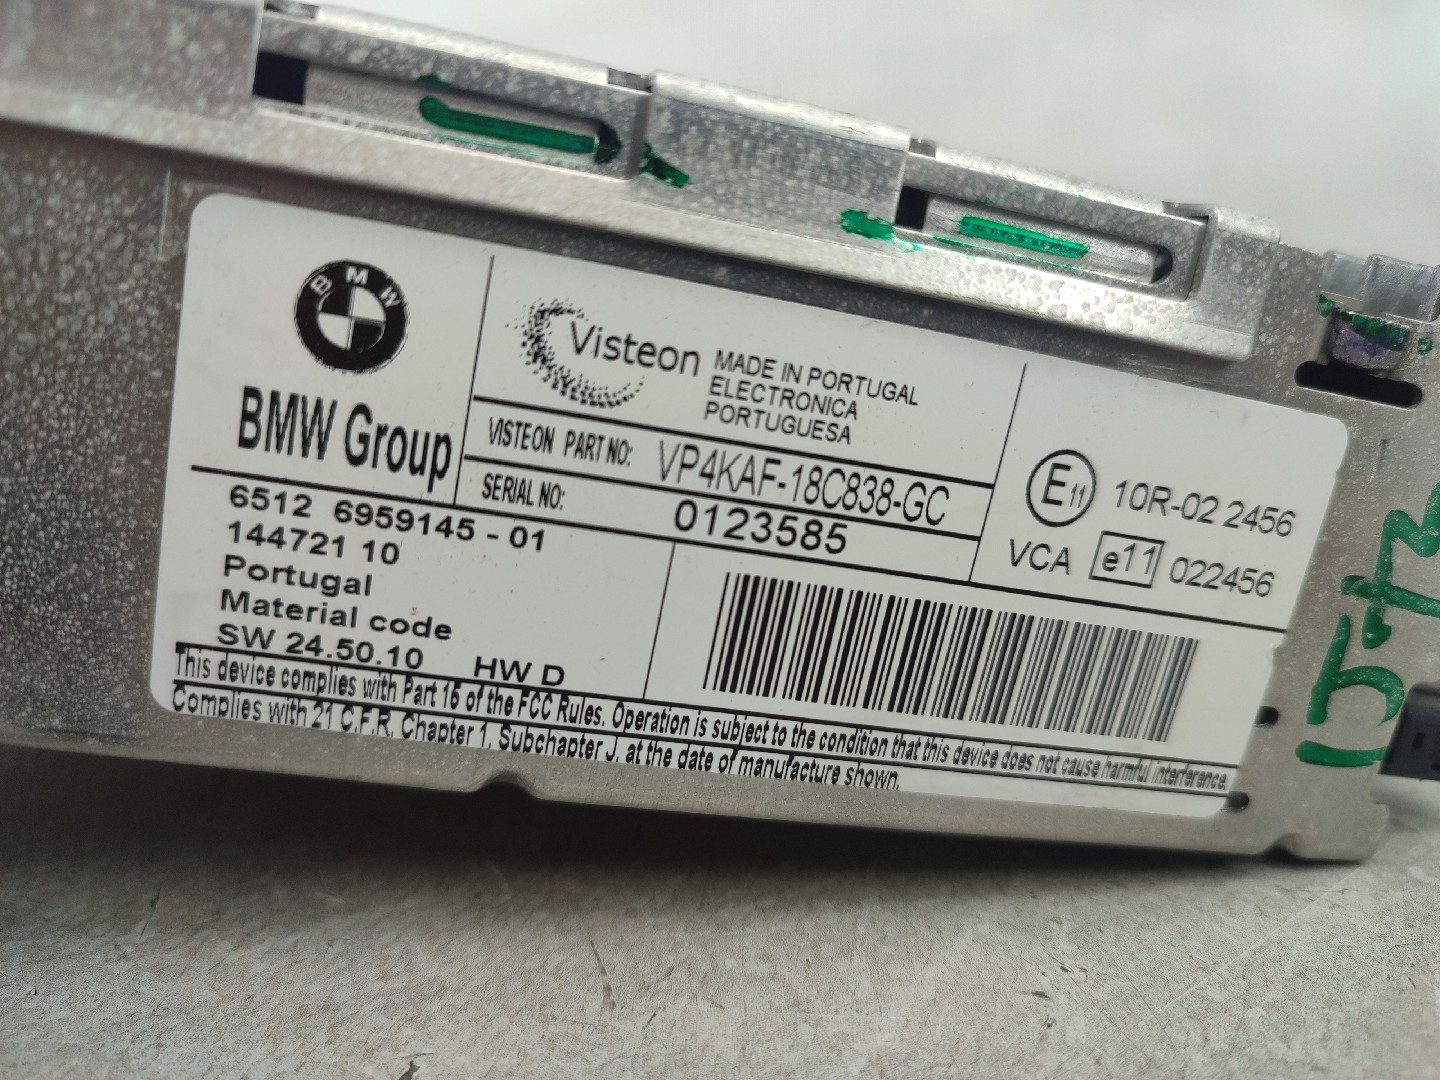 BMW
BMW Group
Visteon
MADE IN PORTUGAL
ELECTRONICA
PORTUGUESA
VISTEON PART NO: VP4KAF-18C838-GC
SERIAL NO: 0123585
E11 10R-02 2456
VCA e11 022456
6512 6959145 - 01
144721 10
Portugal
Material code
SW 24.50.10 HW D
This device complies with Part 15 of the FCC Rules. Operation is subject to the condition that this device does not cause harmful interference.
Complies with 21 C.F.R. Chapter 1, Subchapter J, at the date of manufacture shown.